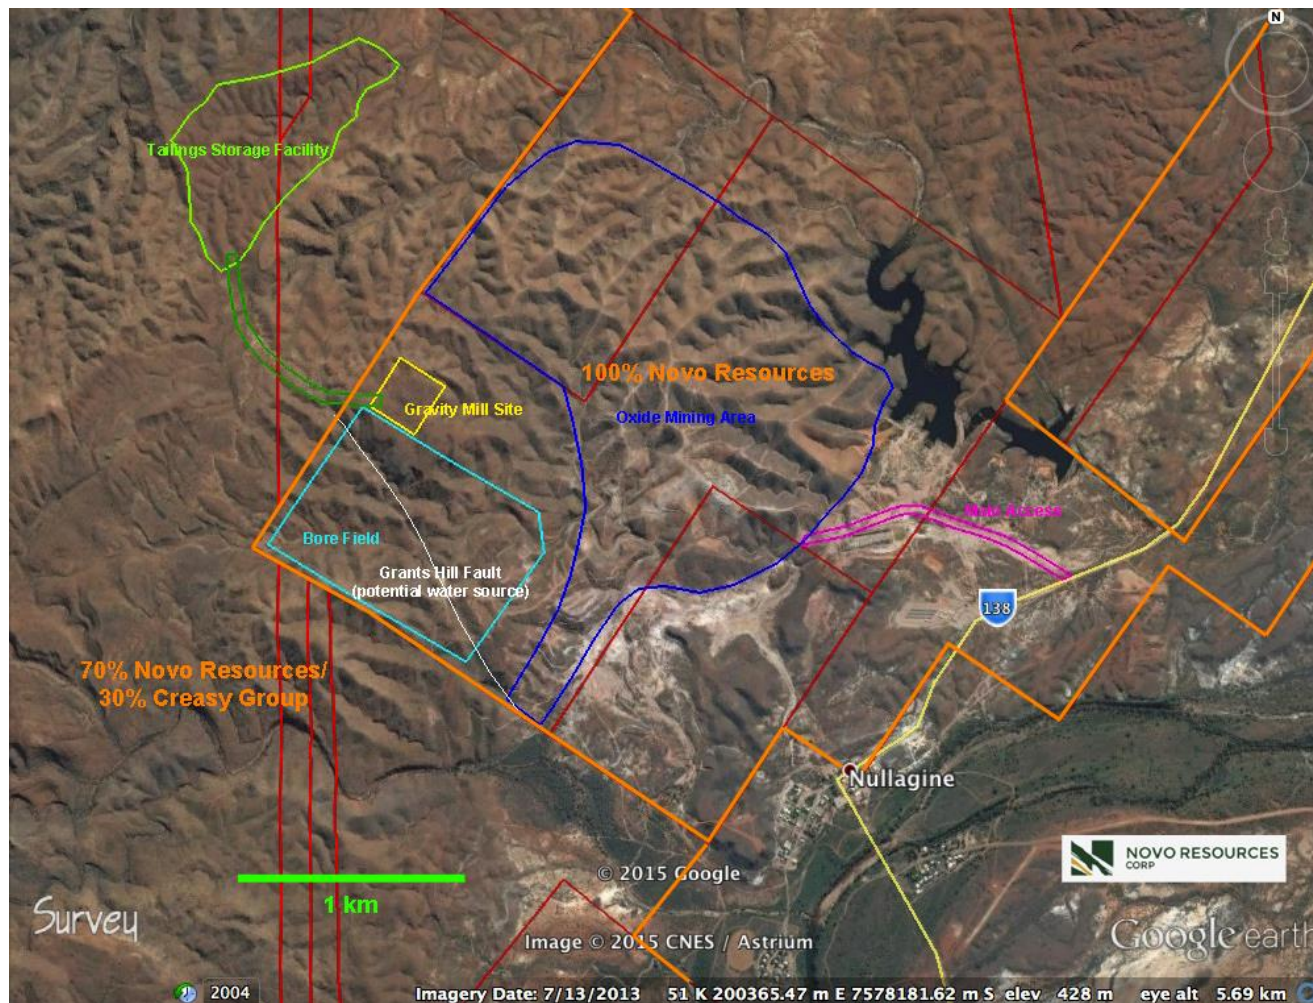 N
Tailings Storage Facility
100% Novo Resources
Gravity Mill Site
Oxide Mining Area
Main Access
Bore Field
Grants Hill Fault
(potential water source)
138
70% Novo Resources/
30% Creasy Group
Nullagine
NOVO RESOURCES
CORP
© 2015 Google
1 km
Survey
Image © 2015 CNES / Astrium
Google earth
2004
Imagery Date: 7/13/2013 51 K 200365.47 m E 7578181.62 m S elev 428 m eye alt 5.69 km